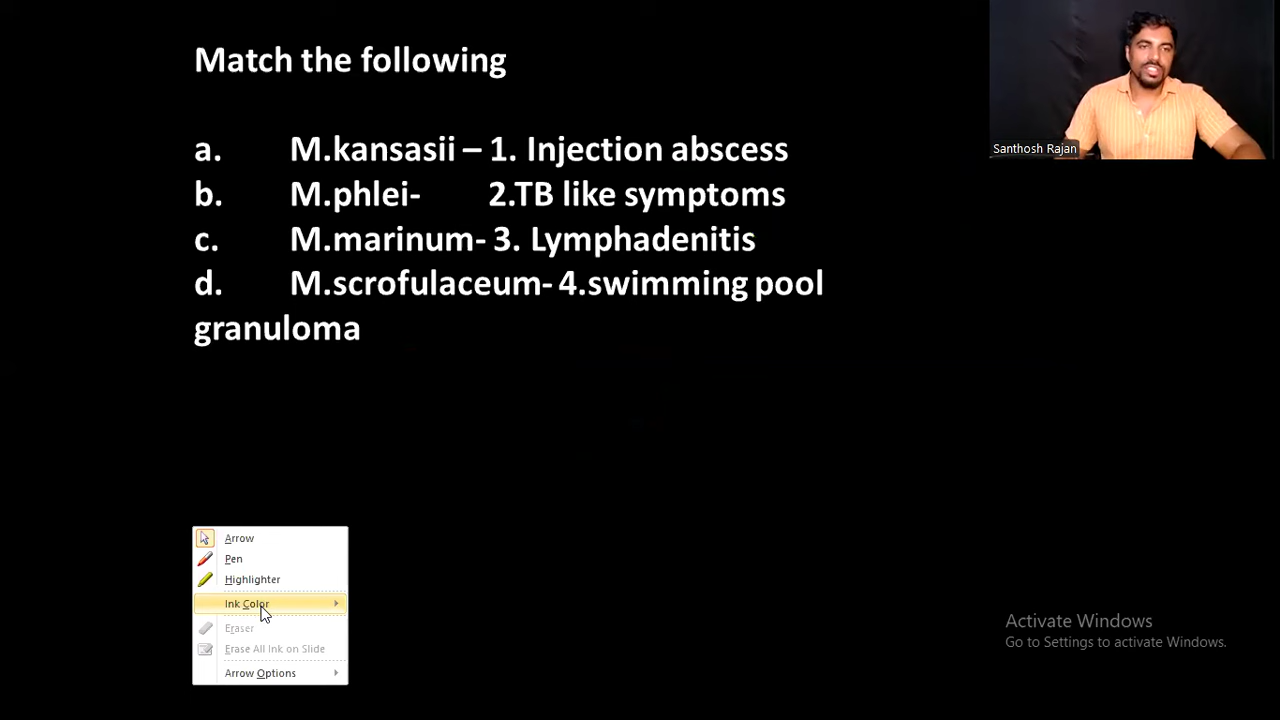 Match the following
a. M.kansasii – 1. Injection abscess
b. M.phlei- 2.TB like symptoms
c. M.marinum- 3. Lymphadenitis
d. M.scrofulaceum- 4.swimming pool
granuloma
Santhosh Rajan
Arrow
Pen
Highlighter
Ink Color
Eraser
Erase All Ink on Slide
Arrow Options
Activate Windows
Go to Settings to activate Windows.